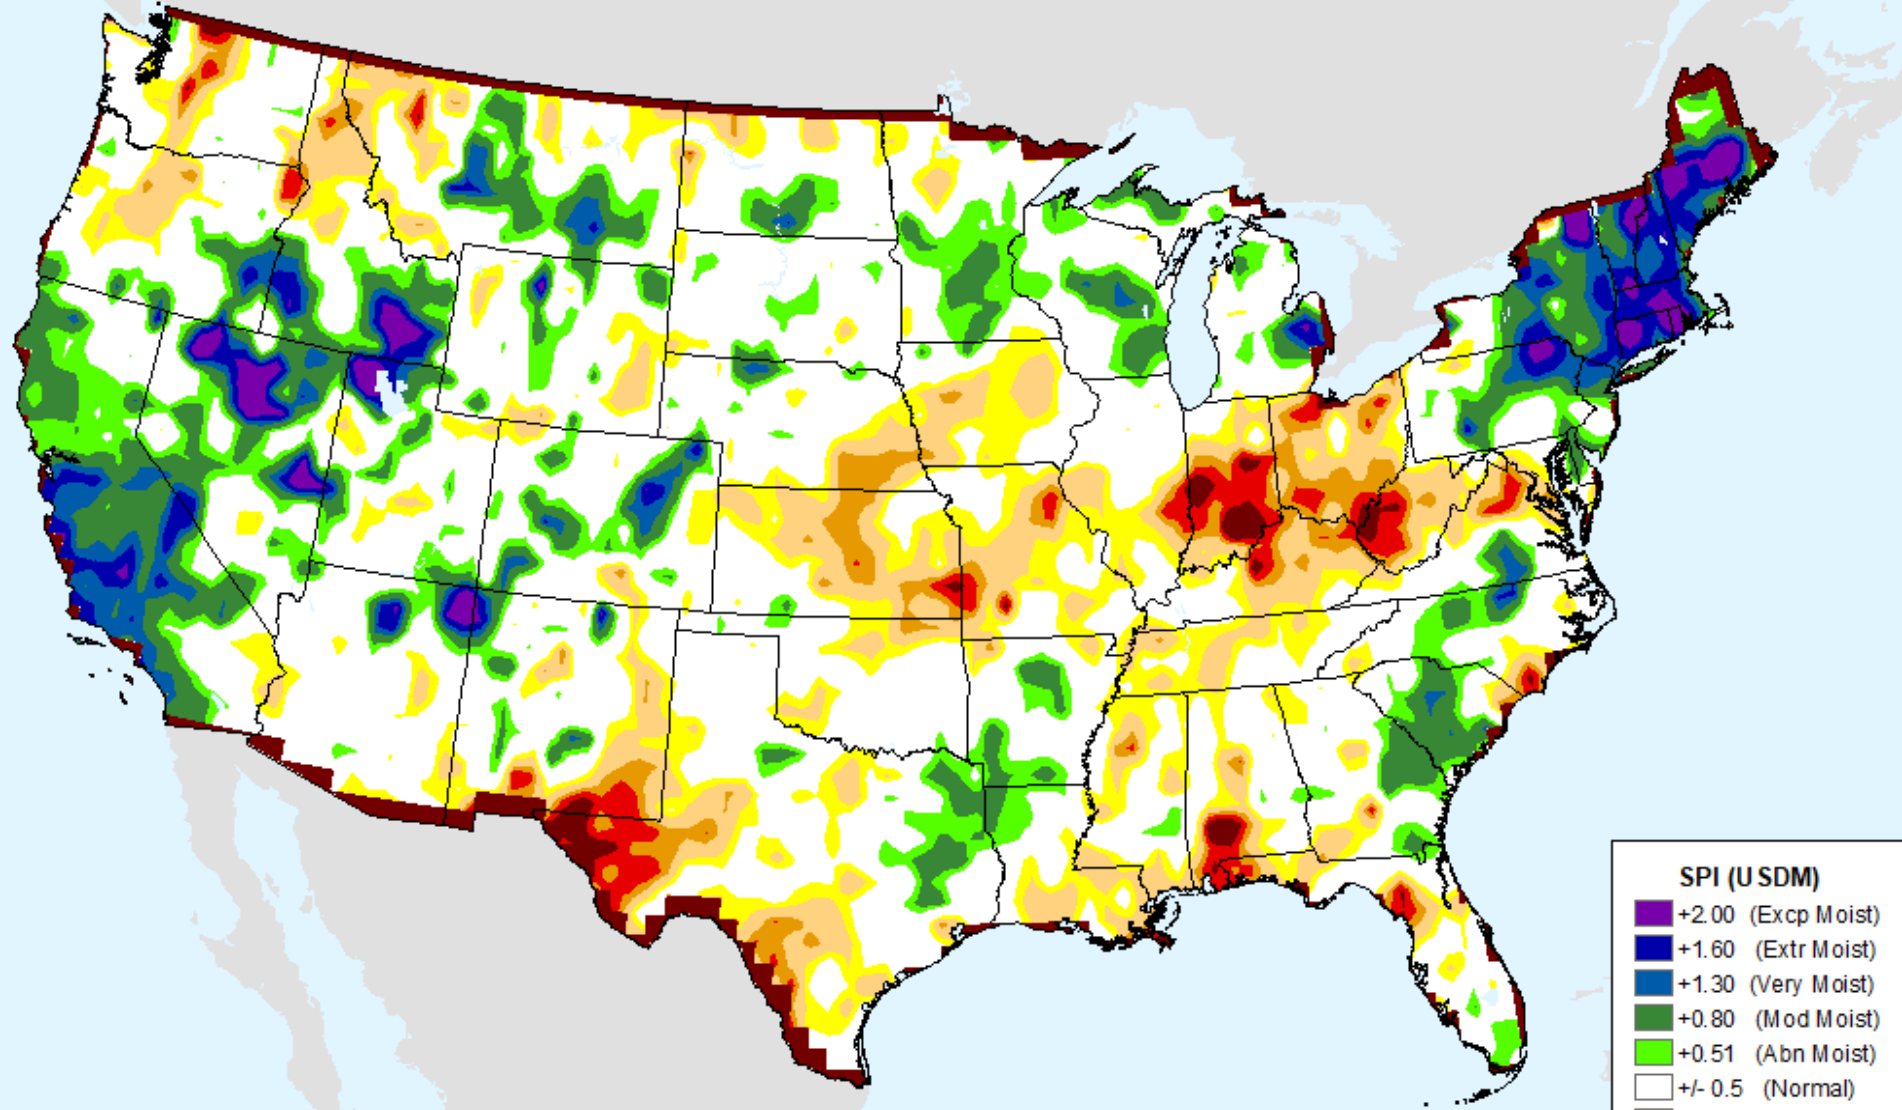 SPI (USDM)
+2.00 (Excp Moist)
+1.60 (Extr Moist)
+1.30 (Very Moist)
+0.80 (Mod Moist)
+0.51 (Abn Moist)
+/- 0.5 (Normal)